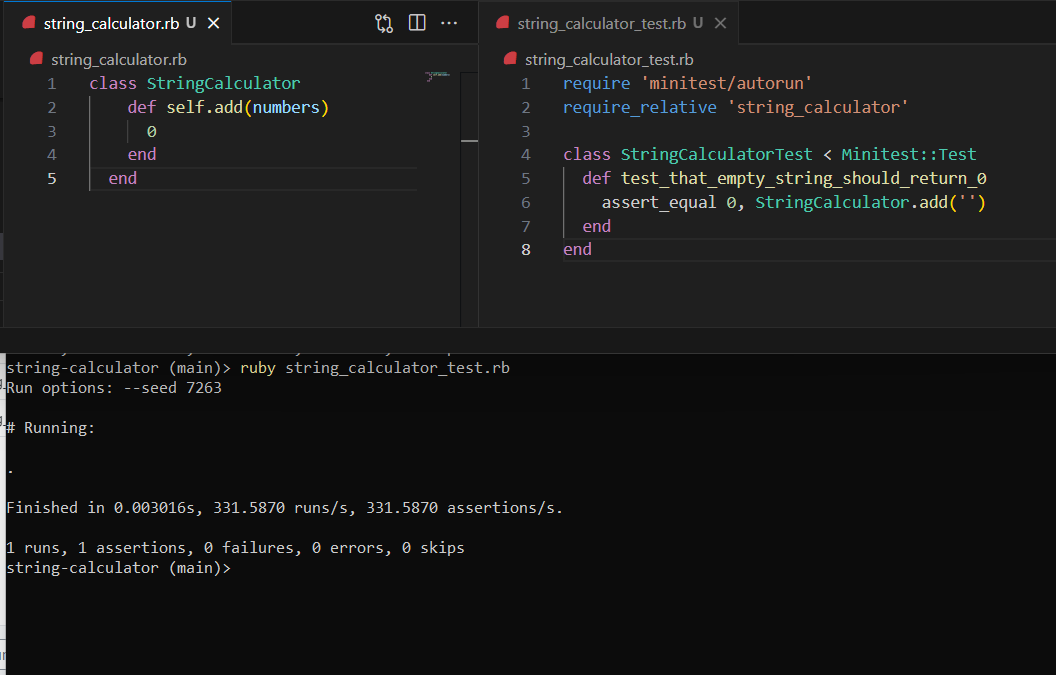 string_calculator.rb U
string_calculator_test.rb U
string_calculator.rb
1 class StringCalculator
2     def self.add(numbers)
3       0
4     end
5   end
string_calculator_test.rb
1 require 'minitest/autorun'
2 require_relative 'string_calculator'
3
4 class StringCalculatorTest < Minitest::Test
5   def test_that_empty_string_should_return_0
6     assert_equal 0, StringCalculator.add('')
7   end
8 end
string-calculator (main)> ruby string_calculator_test.rb
Run options: --seed 7263
# Running:
.
Finished in 0.003016s, 331.5870 runs/s, 331.5870 assertions/s.
1 runs, 1 assertions, 0 failures, 0 errors, 0 skips
string-calculator (main)>